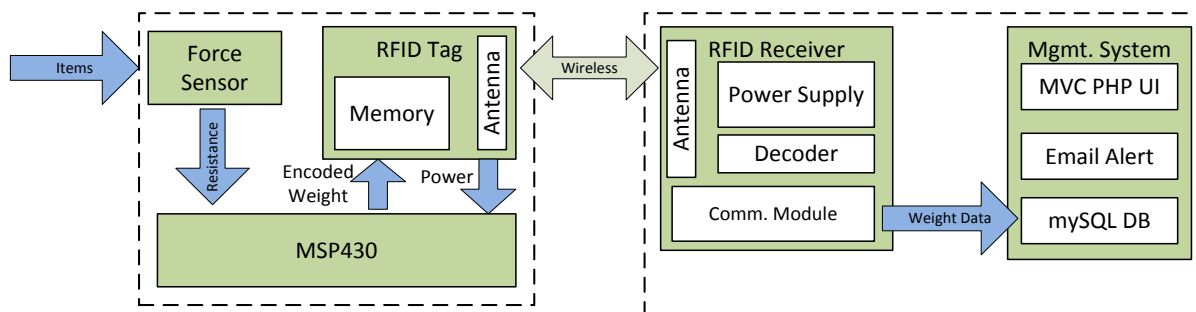 Items
Force
Sensor
Resistance
RFID Tag
Memory
Antenna
Encoded
Weight
Power
MSP430
Wireless
RFID Receiver
Antenna
Power Supply
Decoder
Comm. Module
Weight Data
Mgmt. System
MVC PHP UI
Email Alert
mySQL DB